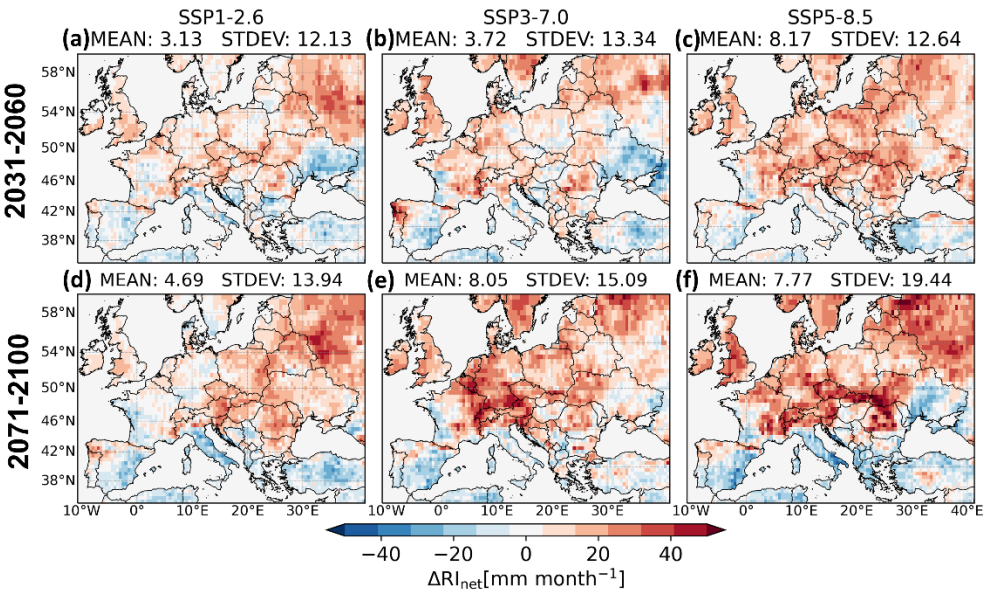 SSP1-2.6 SSP3-7.0 SSP5-8.5
(a) MEAN: 3.13 STDEV: 12.13 (b) MEAN: 3.72 STDEV: 13.34 (c) MEAN: 8.17 STDEV: 12.64
58°N
54°N
50°N
46°N
42°N
38°N
2031-2060
(d) MEAN: 4.69 STDEV: 13.94 (e) MEAN: 8.05 STDEV: 15.09 (f) MEAN: 7.77 STDEV: 19.44
58°N
54°N
50°N
46°N
42°N
38°N
2071-2100
10°W 0° 10°E 20°E 30°E 10°W 0° 10°E 20°E 30°E 10°W 0° 10°E 20°E 30°E 40°E
−40 −20 0 20 40
ΔRI_net[mm month⁻¹]